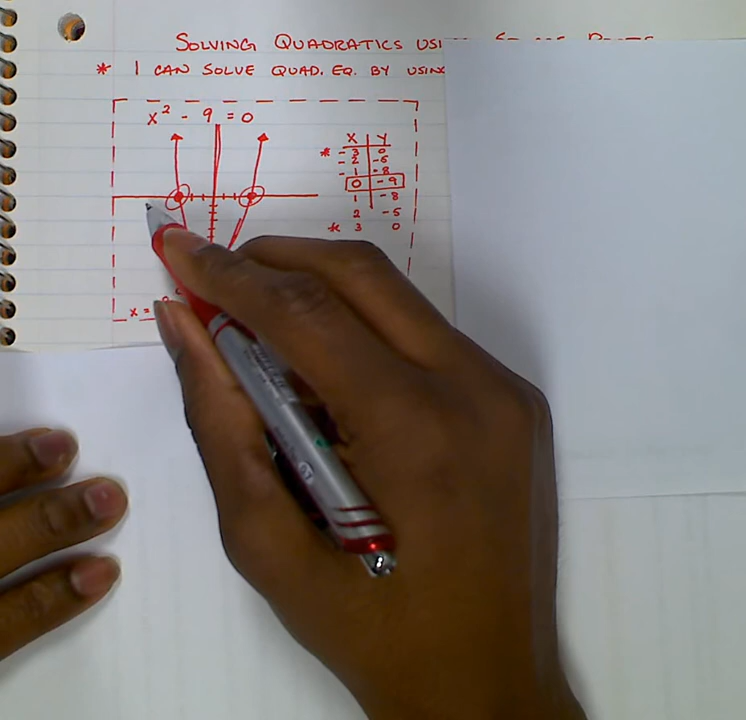 SOLVING QUADRATICS
* I CAN SOLVE QUAD. EQ. BY USING
x² - 9 = 0
X Y
* -3 0
-2 -5
-1 -8
0 -9
1 -8
2 -5
* 3 0
x =